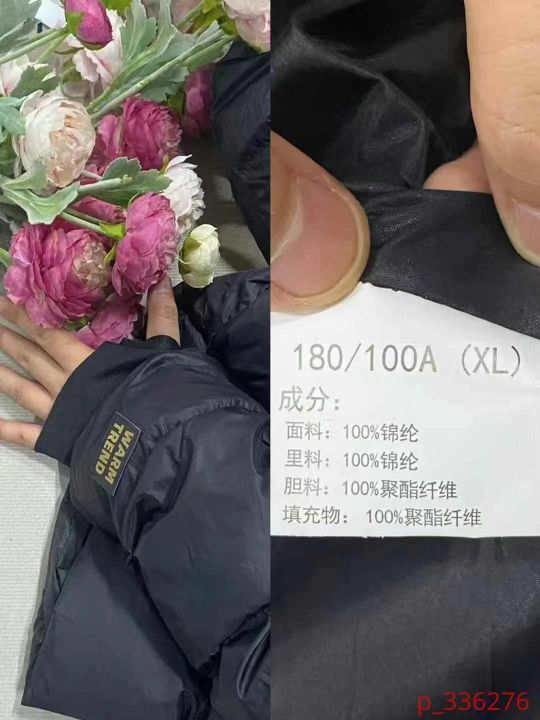 WARM
TREND
180/100A (XL)
成分:
面料: 100%锦纶
里料: 100%锦纶
胆料: 100%聚酯纤维
填充物: 100%聚酯纤维
p_336276